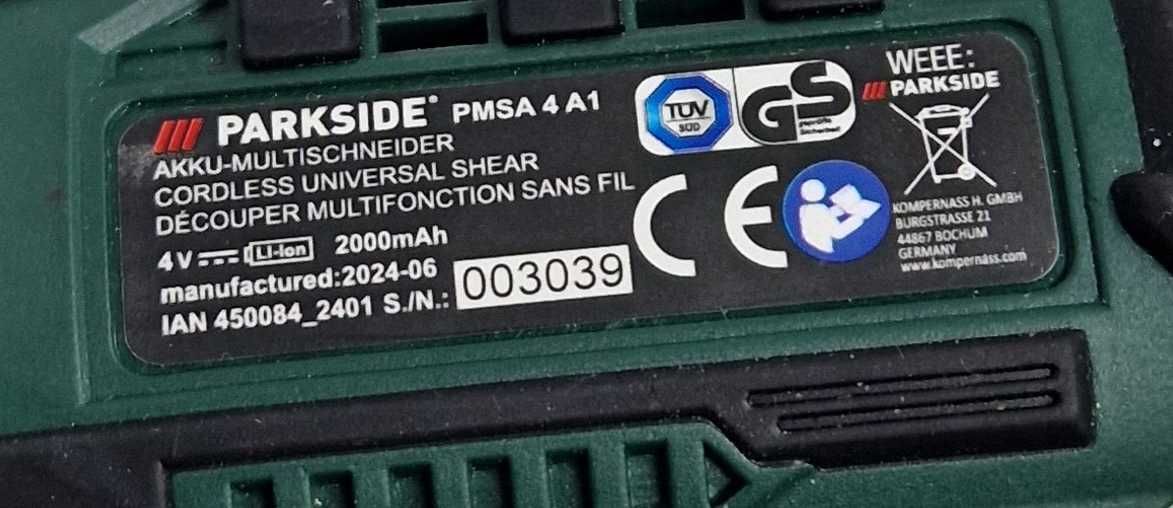 PARKSIDE® PMSA 4 A1
AKKU-MULTISCHNEIDER
CORDLESS UNIVERSAL SHEAR
DÉCOUPER MULTIFONCTION SANS FIL
4 V Li-Ion 2000mAh
manufactured:2024-06
IAN 450084_2401 S./N.: 003039
TÜV
SÜD
GS
geprüfte
Sicherheit
CE
WEEE:
PARKSIDE
KOMPERNASS H. GMBH
BURGSTRASSE 21
44867 BOCHUM
GERMANY
www.kompernass.com